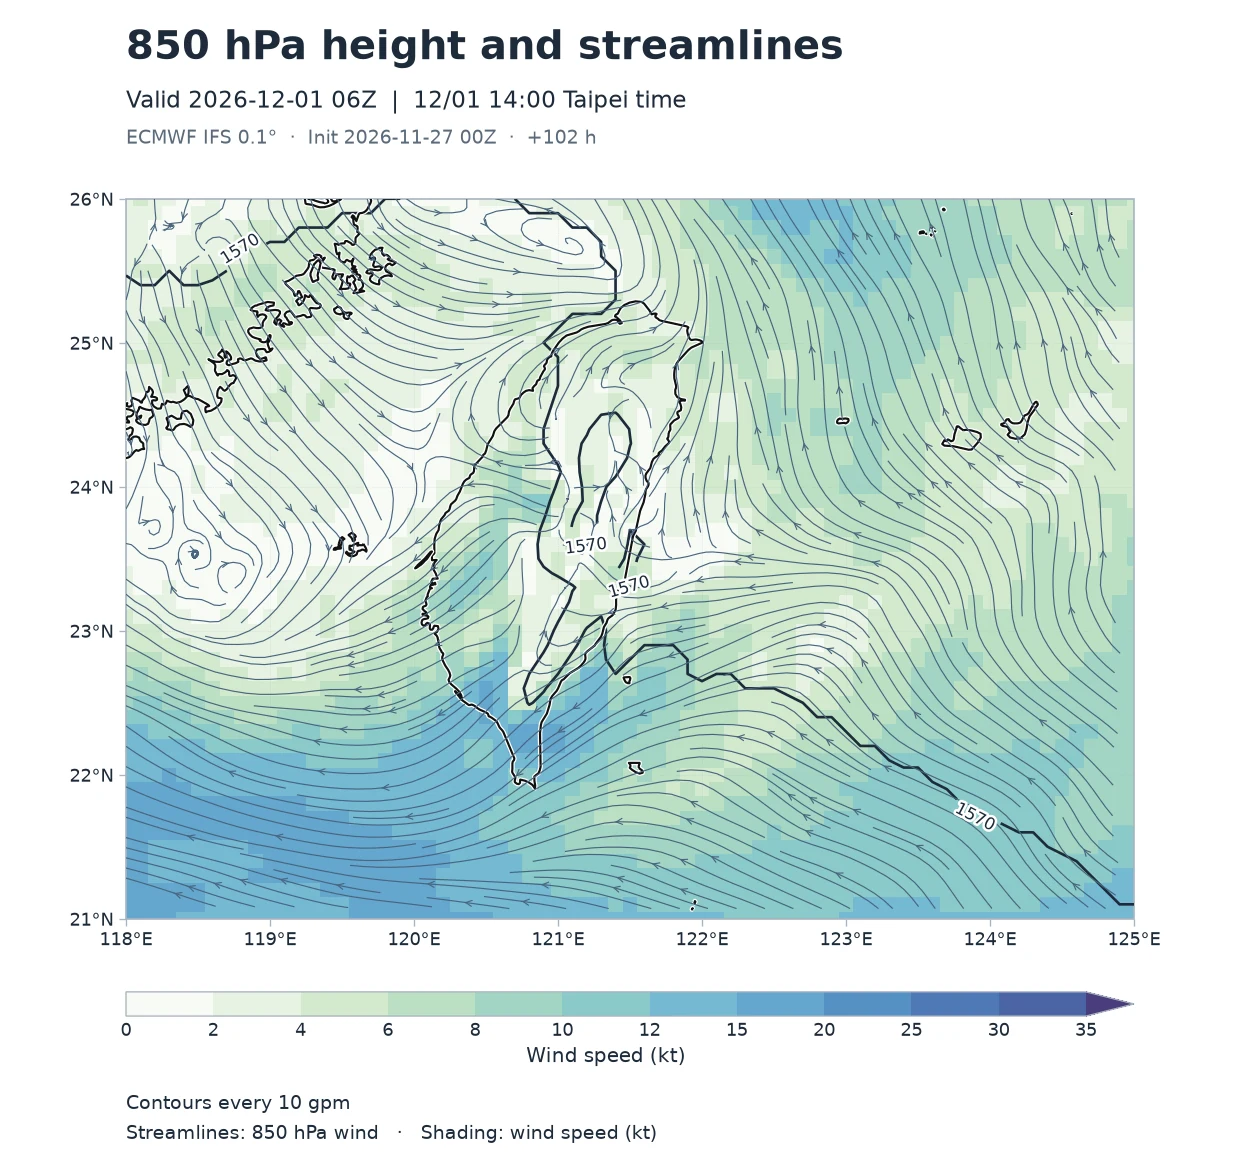 850 hPa height and streamlines
Valid 2026-12-01 06Z | 12/01 14:00 Taipei time
ECMWF IFS 0.1° · Init 2026-11-27 00Z · +102 h
26°N
1570
25°N
24°N
1570
1570
23°N
22°N
1570
21°N
118°E 119°E 120°E 121°E 122°E 123°E 124°E 125°E
0 2 4 6 8 10 12 15 20 25 30 35
Wind speed (kt)
Contours every 10 gpm
Streamlines: 850 hPa wind · Shading: wind speed (kt)